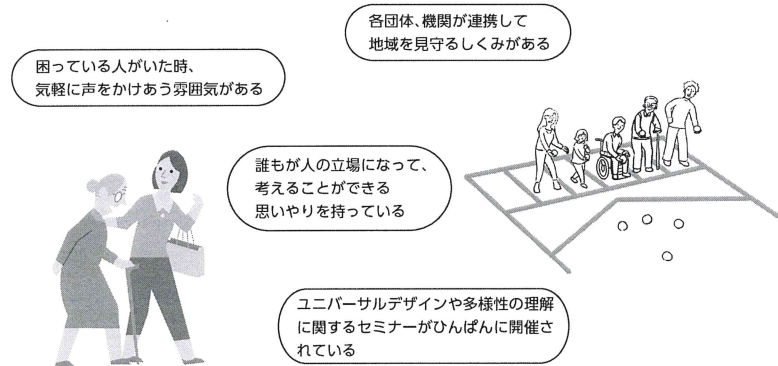 各団体、機関が連携して
地域を見守るしくみがある
困っている人がいた時、
気軽に声をかけあう雰囲気がある
誰もが人の立場になって、
考えることができる
思いやりを持っている
ユニバーサルデザインや多様性の理解
に関するセミナーがひんぱんに開催さ
れている